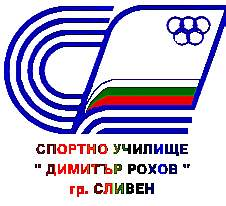 СПОРТНО УЧИЛИЩЕ
" ДИМИТЪР РОХОВ "
гр. СЛИВЕН